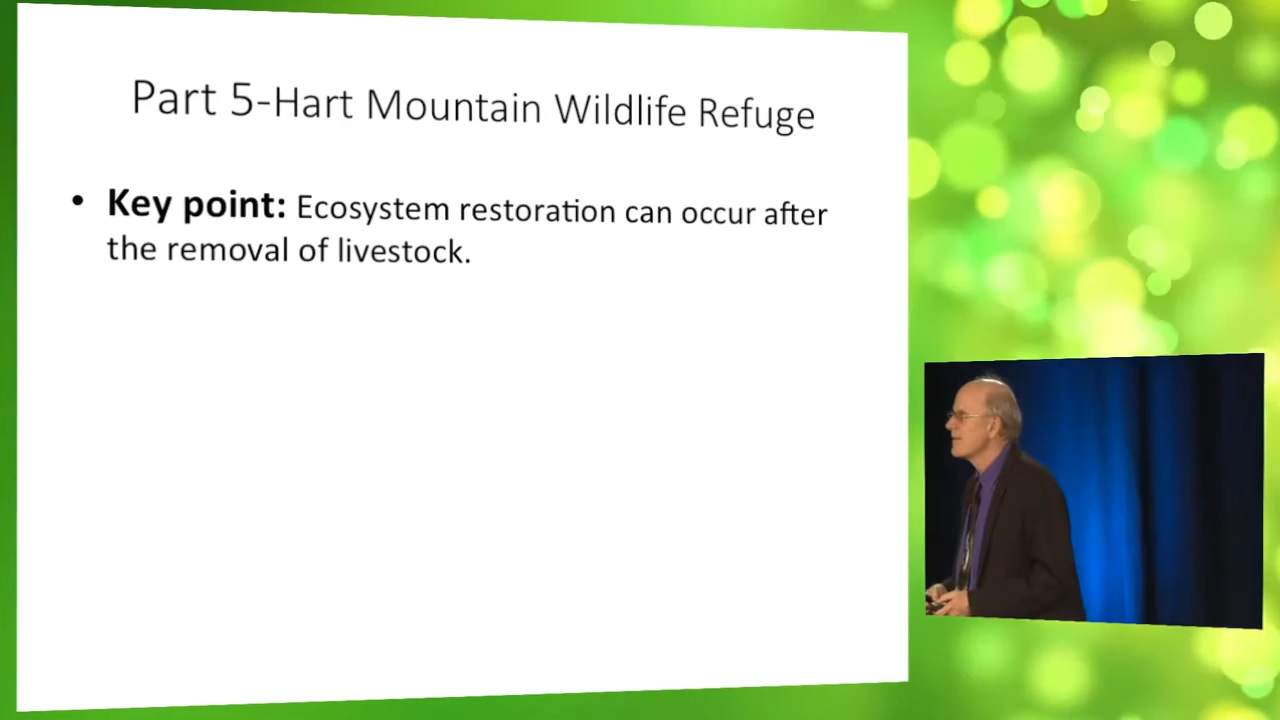 Part 5-Hart Mountain Wildlife Refuge
• Key point: Ecosystem restoration can occur after
the removal of livestock.